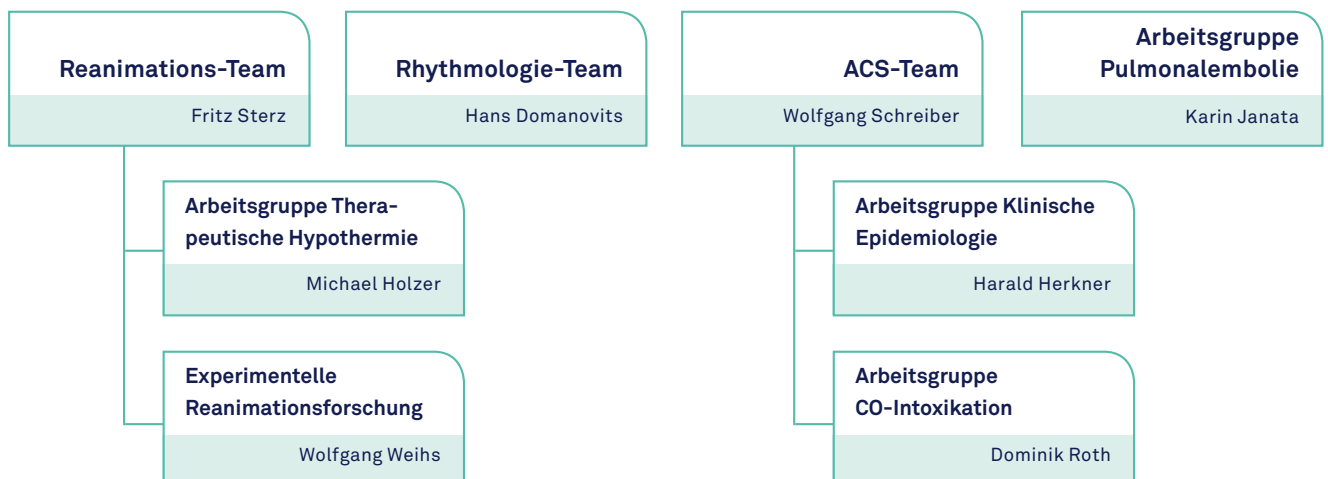 Reanimations-Team
Fritz Sterz
Rhythmologie-Team
Hans Domanovits
ACS-Team
Wolfgang Schreiber
Arbeitsgruppe
Pulmonalembolie
Karin Janata
Arbeitsgruppe Thera-
peutische Hypothermie
Michael Holzer
Experimentelle
Reanimationsforschung
Wolfgang Weihs
Arbeitsgruppe Klinische
Epidemiologie
Harald Herkner
Arbeitsgruppe
CO-Intoxikation
Dominik Roth